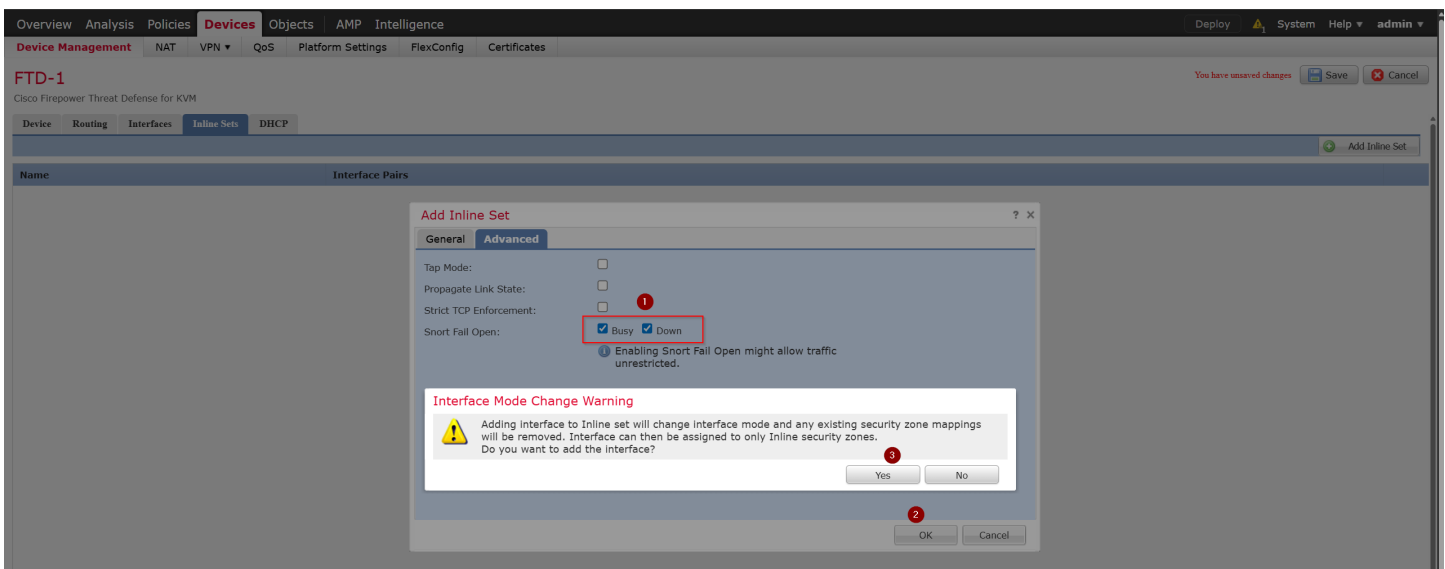 Overview Analysis Policies Devices Objects AMP Intelligence Deploy 1 System Help ▾ admin ▾
Device Management NAT VPN ▾ QoS Platform Settings FlexConfig Certificates
FTD-1
You have unsaved changes Save Cancel
Cisco Firepower Threat Defense for KVM
Device Routing Interfaces Inline Sets DHCP
Add Inline Set
Name Interface Pairs
Add Inline Set ? X
General Advanced
Tap Mode:
Propagate Link State:
1
Strict TCP Enforcement:
Snort Fail Open: Busy Down
Enabling Snort Fail Open might allow traffic
unrestricted.
Interface Mode Change Warning
Adding interface to Inline set will change interface mode and any existing security zone mappings
will be removed. Interface can then be assigned to only Inline security zones.
Do you want to add the interface?
3
Yes No
2
OK Cancel